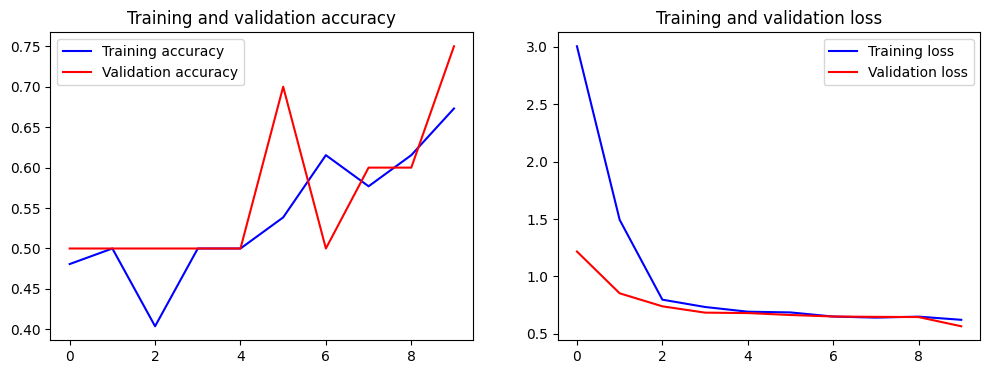 Training and validation accuracy
Training accuracy
Validation accuracy
0.75
0.70
0.65
0.60
0.55
0.50
0.45
0.40
0 2 4 6 8
Training and validation loss
Training loss
Validation loss
3.0
2.5
2.0
1.5
1.0
0.5
0 2 4 6 8